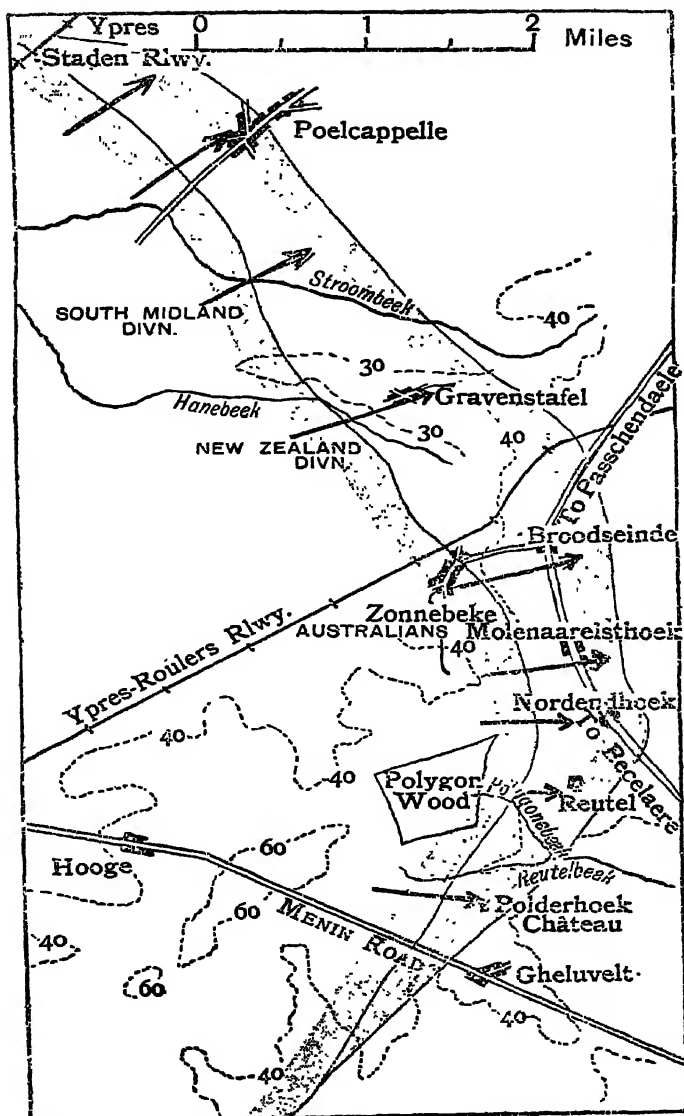 0 1 2 Miles
Ypres
-Staden Rlwy.
Poelcappelle
Stroombeek
SOUTH MIDLAND
DIVN.
40
30
Hanebeek
Gravenstafel
30
40
NEW ZEALAND
DIVN.
To Passchendaele
Broodseinde
Zonnebeke
Ypres-Roulers Rlwy.
AUSTRALIANS
40
Molenaarelsthoek
Nordendhoek
To Becelaere
40
40
Polygon
Wood
Polygonebeek
Reutel
Reutelbeek
Hooge
60
60
MENIN ROAD
Polderhoek
Château
40
60
Gheluvelt
40
40